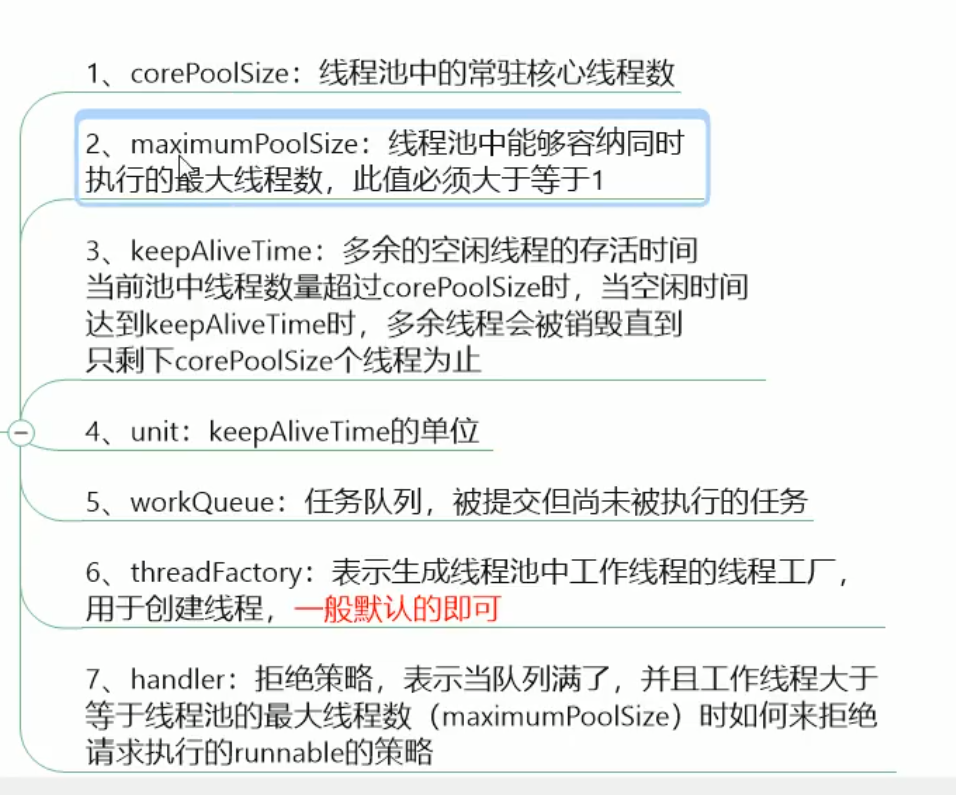 1、corePoolSize：线程池中的常驻核心线程数
2、maximumPoolSize：线程池中能够容纳同时
执行的最大线程数，此值必须大于等于1
3、keepAliveTime：多余的空闲线程的存活时间
当前池中线程数量超过corePoolSize时，当空闲时间
达到keepAliveTime时，多余线程会被销毁直到
只剩下corePoolSize个线程为止
4、unit：keepAliveTime的单位
5、workQueue：任务队列，被提交但尚未被执行的任务
6、threadFactory：表示生成线程池中工作线程的线程工厂，
用于创建线程，一般默认的即可
7、handler：拒绝策略，表示当队列满了，并且工作线程大于
等于线程池的最大线程数（maximumPoolSize）时如何来拒绝
请求执行的runnable的策略